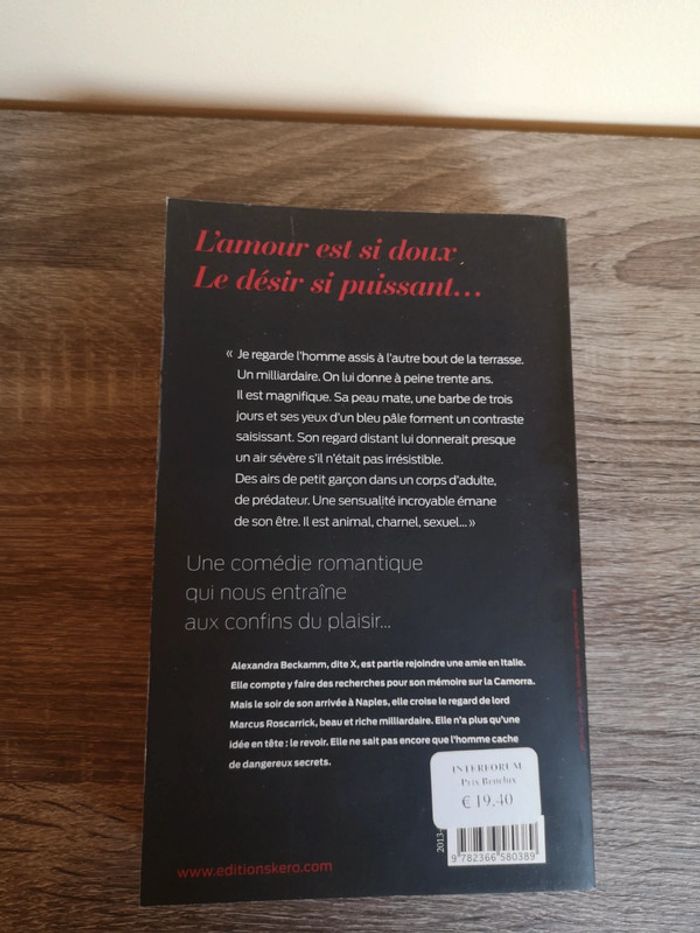 L'amour est si doux
Le désir si puissant...
« Je regarde l'homme assis à l'autre bout de la terrasse.
Un milliardaire. On lui donne à peine trente ans.
Il est magnifique. Sa peau mate, une barbe de trois
jours et ses yeux d'un bleu pâle forment un contraste
saisissant. Son regard distant lui donnerait presque
un air sévère s'il n'était pas irrésistible.
Des airs de petit garçon dans un corps d'adulte,
de prédateur. Une sensualité incroyable émane
de son être. Il est animal, charnel, sexuel... »
Une comédie romantique
qui nous entraîne
aux confins du plaisir...
Alexandra Beckamm, dite X, est partie rejoindre une amie en Italie.
Elle compte y faire des recherches pour son mémoire sur la Camorra.
Mais le soir de son arrivée à Naples, elle croise le regard de lord
Marcus Roscarrick, beau et riche milliardaire. Elle n'a plus qu'une
idée en tête : le revoir. Elle ne sait pas encore que l'homme cache
de dangereux secrets.
INTERFORUM
Prix Benelux
€ 19,40
2013-
9 782366 580389
www.editionskero.com